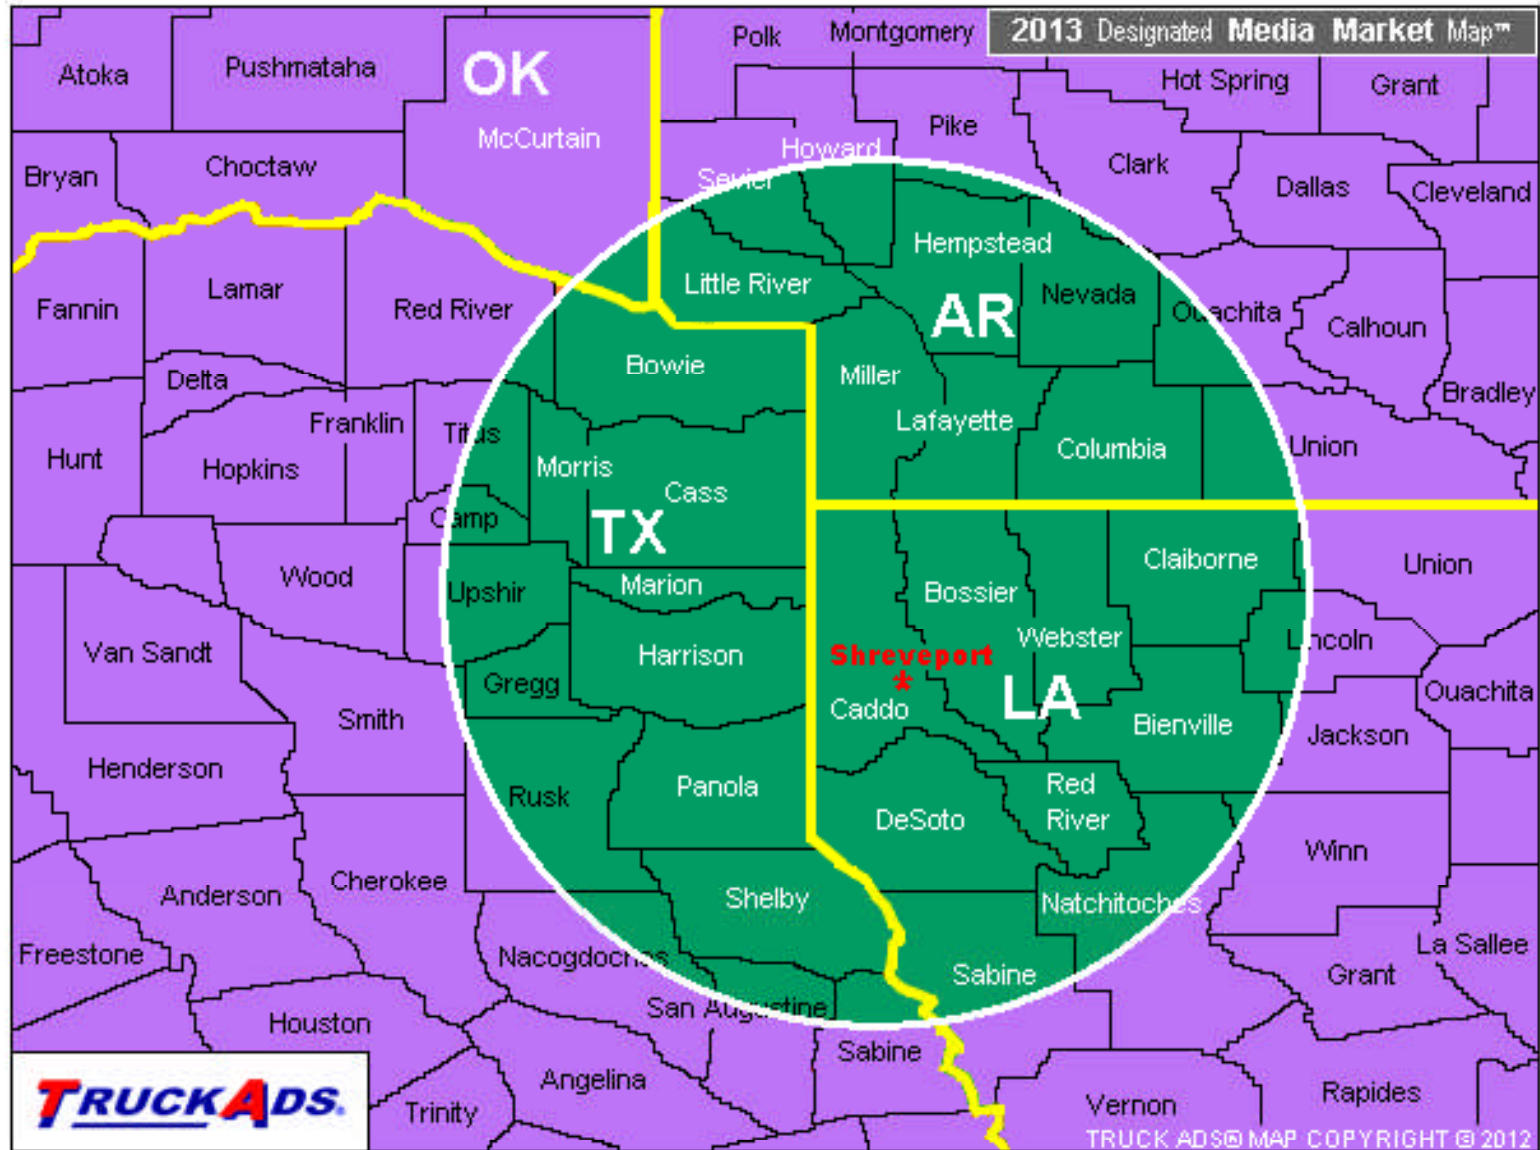 2013 Designated Media Market Map™
Polk
Montgomery
Atoka
Pushmataha
OK
Hot Spring
Grant
McCurtain
Pike
Howard
Bryan
Choctaw
Sevier
Clark
Dallas
Cleveland
Hempstead
Lamar
Little River
Nevada
Fannin
Red River
AR
Ouachita
Calhoun
Bowie
Miller
Delta
Bradley
Franklin
Titus
Lafayette
Hunt
Hopkins
Morris
Columbia
Union
Cass
Camp
TX
Wood
Upshir
Marion
Bossier
Claiborne
Union
Van Sandt
Harrison
Shreveport
*
Webster
Lincoln
Gregg
Caddo
LA
Ouachita
Smith
Bienville
Jackson
Henderson
Rusk
Panola
Red
River
DeSoto
Winn
Anderson
Cherokee
Shelby
Natchitoches
Freestone
Nacogdoches
Sabine
Grant
La Sallee
San Augustine
Houston
Sabine
Angelina
Trinity
Vernon
Rapides
TRUCKADS.
TRUCK ADS® MAP COPYRIGHT © 2012